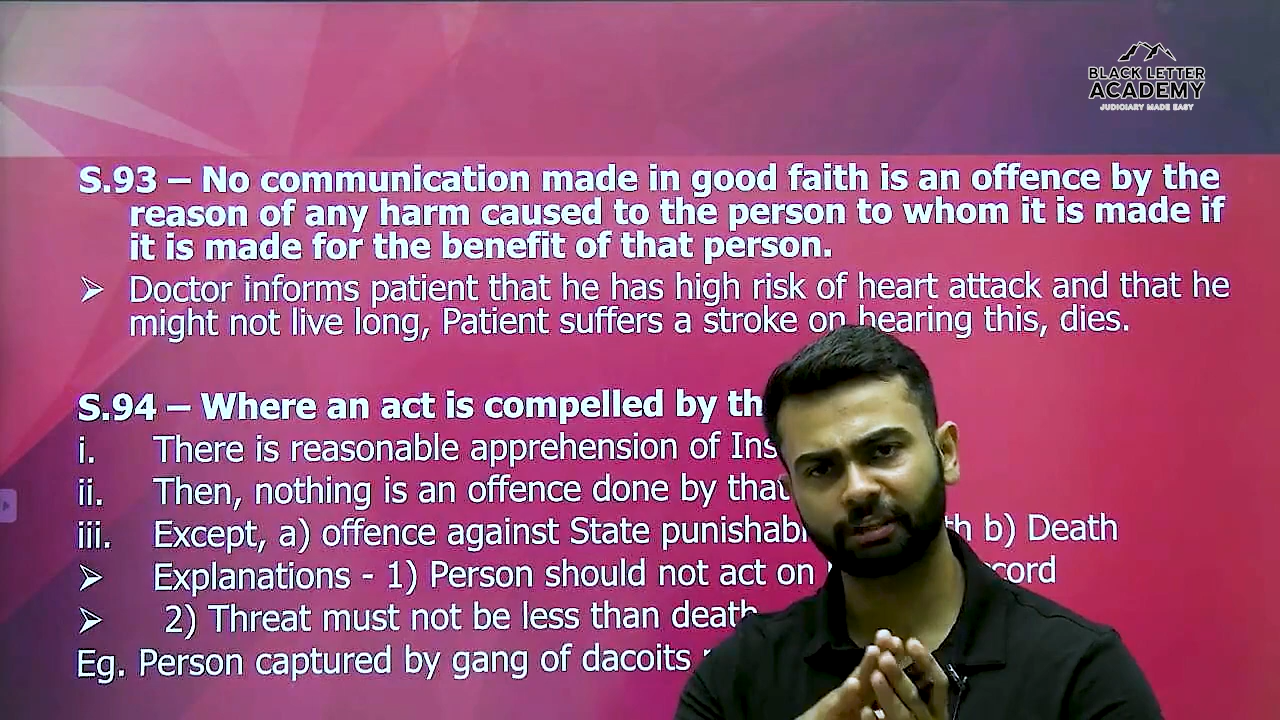 BLACK LETTER
ACADEMY
JUDICIARY MADE EASY
S.93 – No communication made in good faith is an offence by the
reason of any harm caused to the person to whom it is made if
it is made for the benefit of that person.
➢ Doctor informs patient that he has high risk of heart attack and that he
might not live long, Patient suffers a stroke on hearing this, dies.
S.94 – Where an act is compelled by th
i. There is reasonable apprehension of Ins
ii. Then, nothing is an offence done by that
iii. Except, a) offence against State punishabl th b) Death
➢ Explanations - 1) Person should not act on cord
➢ 2) Threat must not be less than death
Eg. Person captured by gang of dacoits